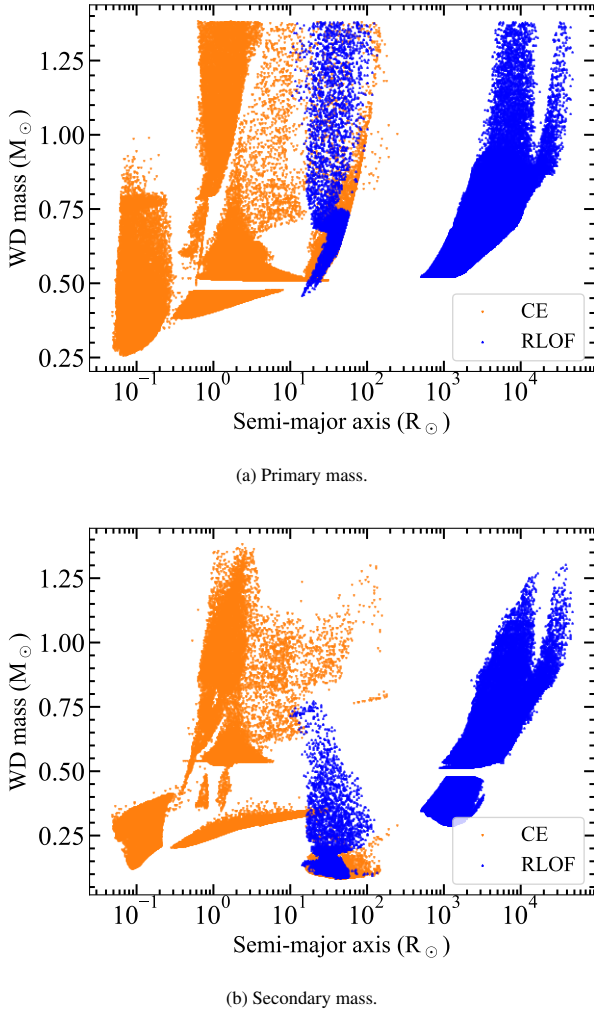 1.25
1.00
0.75
0.50
0.25
WD mass (M⊙)
CE
RLOF
10⁻¹ 10⁰ 10¹ 10² 10³ 10⁴
Semi-major axis (R⊙)
(a) Primary mass.
1.25
1.00
0.75
0.50
0.25
WD mass (M⊙)
CE
RLOF
10⁻¹ 10⁰ 10¹ 10² 10³ 10⁴
Semi-major axis (R⊙)
(b) Secondary mass.